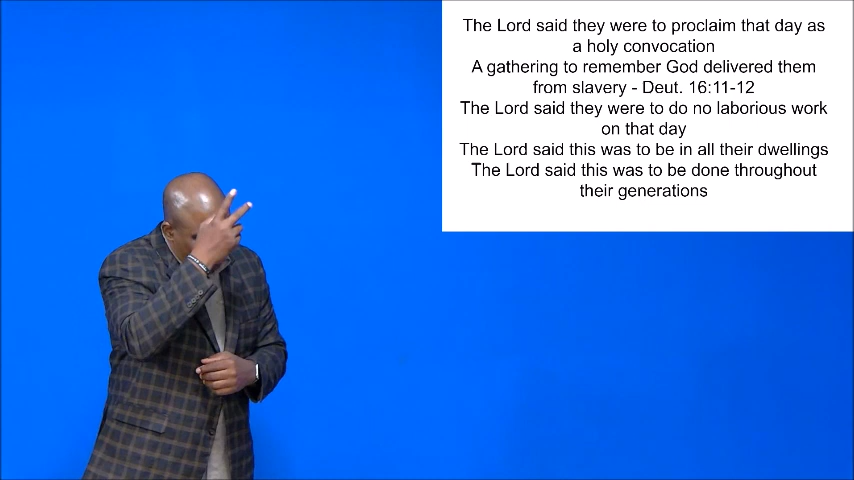 The Lord said they were to proclaim that day as
a holy convocation
A gathering to remember God delivered them
from slavery - Deut. 16:11-12
The Lord said they were to do no laborious work
on that day
The Lord said this was to be in all their dwellings
The Lord said this was to be done throughout
their generations